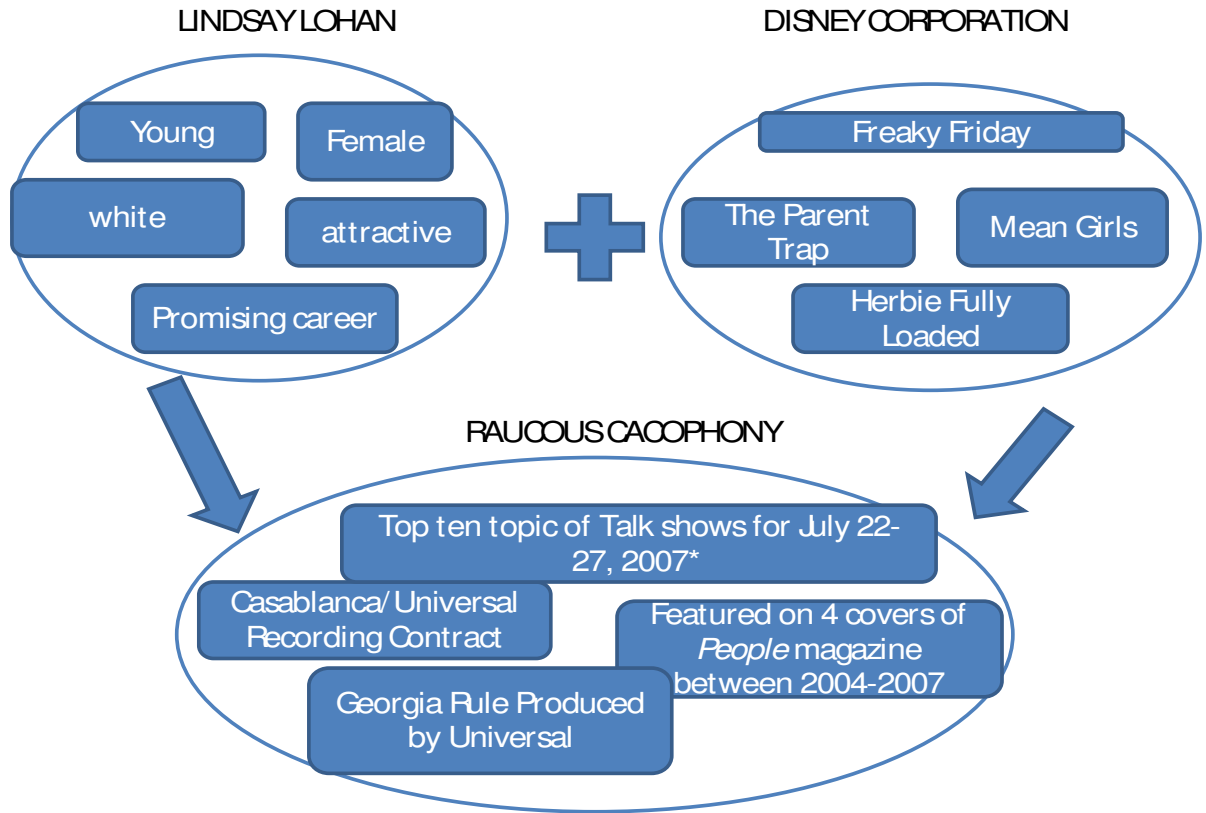 LINDSAY LOHAN
DISNEY CORPORATION
Young
Female
white
attractive
Promising career
Freaky Friday
The Parent
Trap
Mean Girls
Herbie Fully
Loaded
RAUCOUS CACOPHONY
Top ten topic of Talk shows for July 22-
27, 2007*
Casablanca/ Universal
Recording Contract
Featured on 4 covers of
People magazine
between 2004-2007
Georgia Rule Produced
by Universal